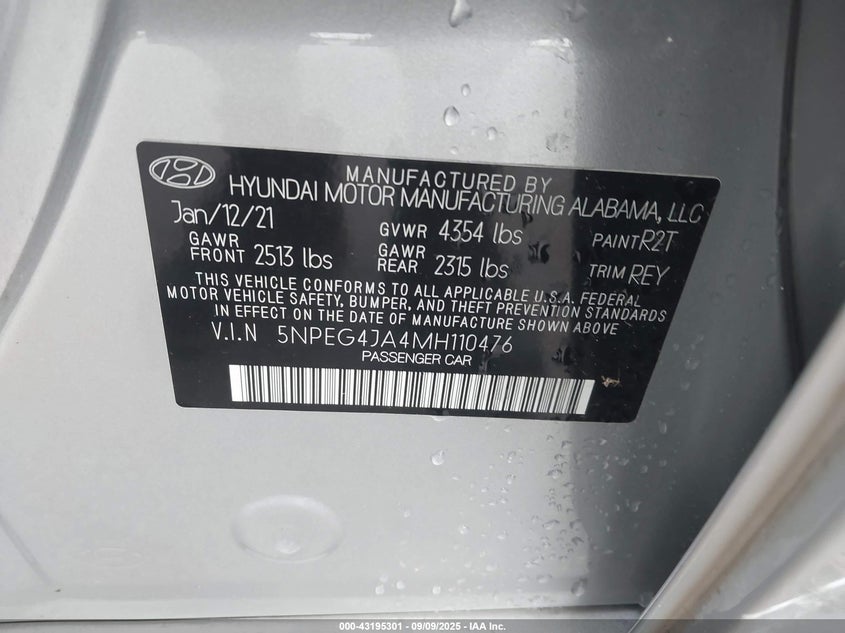 MANUFACTURED BY
HYUNDAI MOTOR MANUFACTURING ALABAMA, LLC
Jan/12/21 GVWR 4354 lbs PAINT R2T
GAWR FRONT 2513 lbs GAWR REAR 2315 lbs TRIM REY
THIS VEHICLE CONFORMS TO ALL APPLICABLE U.S.A. FEDERAL
MOTOR VEHICLE SAFETY, BUMPER, AND THEFT PREVENTION STANDARDS
IN EFFECT ON THE DATE OF MANUFACTURE SHOWN ABOVE
V.I.N 5NPEG4JA4MH110476
PASSENGER CAR
000-43195301 - 09/09/2025 - IAA Inc.